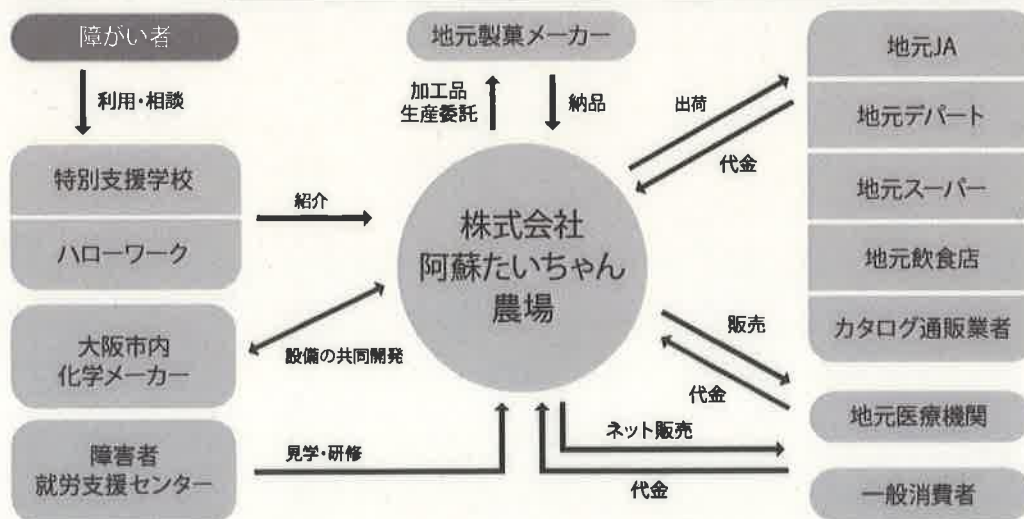 障がい者
利用・相談
特別支援学校
ハローワーク
紹介
大阪市内
化学メーカー
設備の共同開発
障害者
就労支援センター
見学・研修
地元製菓メーカー
加工品
生産委託
納品
株式会社
阿蘇たいちゃん
農場
出荷
代金
地元JA
地元デパート
地元スーパー
地元飲食店
カタログ通販業者
販売
代金
地元医療機関
ネット販売
代金
一般消費者